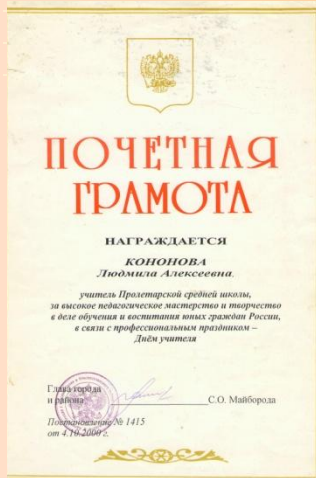 ПОЧЕТНАЯ
ГРАМОТА
НАГРАЖДАЕТСЯ
КОНОНОВА
Людмила Алексеевна,
учитель Пролетарской средней школы,
за высокое педагогическое мастерство и творчество
в деле обучения и воспитания юных граждан России,
в связи с профессиональным праздником –
Днём учителя
Глава города
и района С.О. Майборода
Постановление № 1415
от 4.10.2000 г.